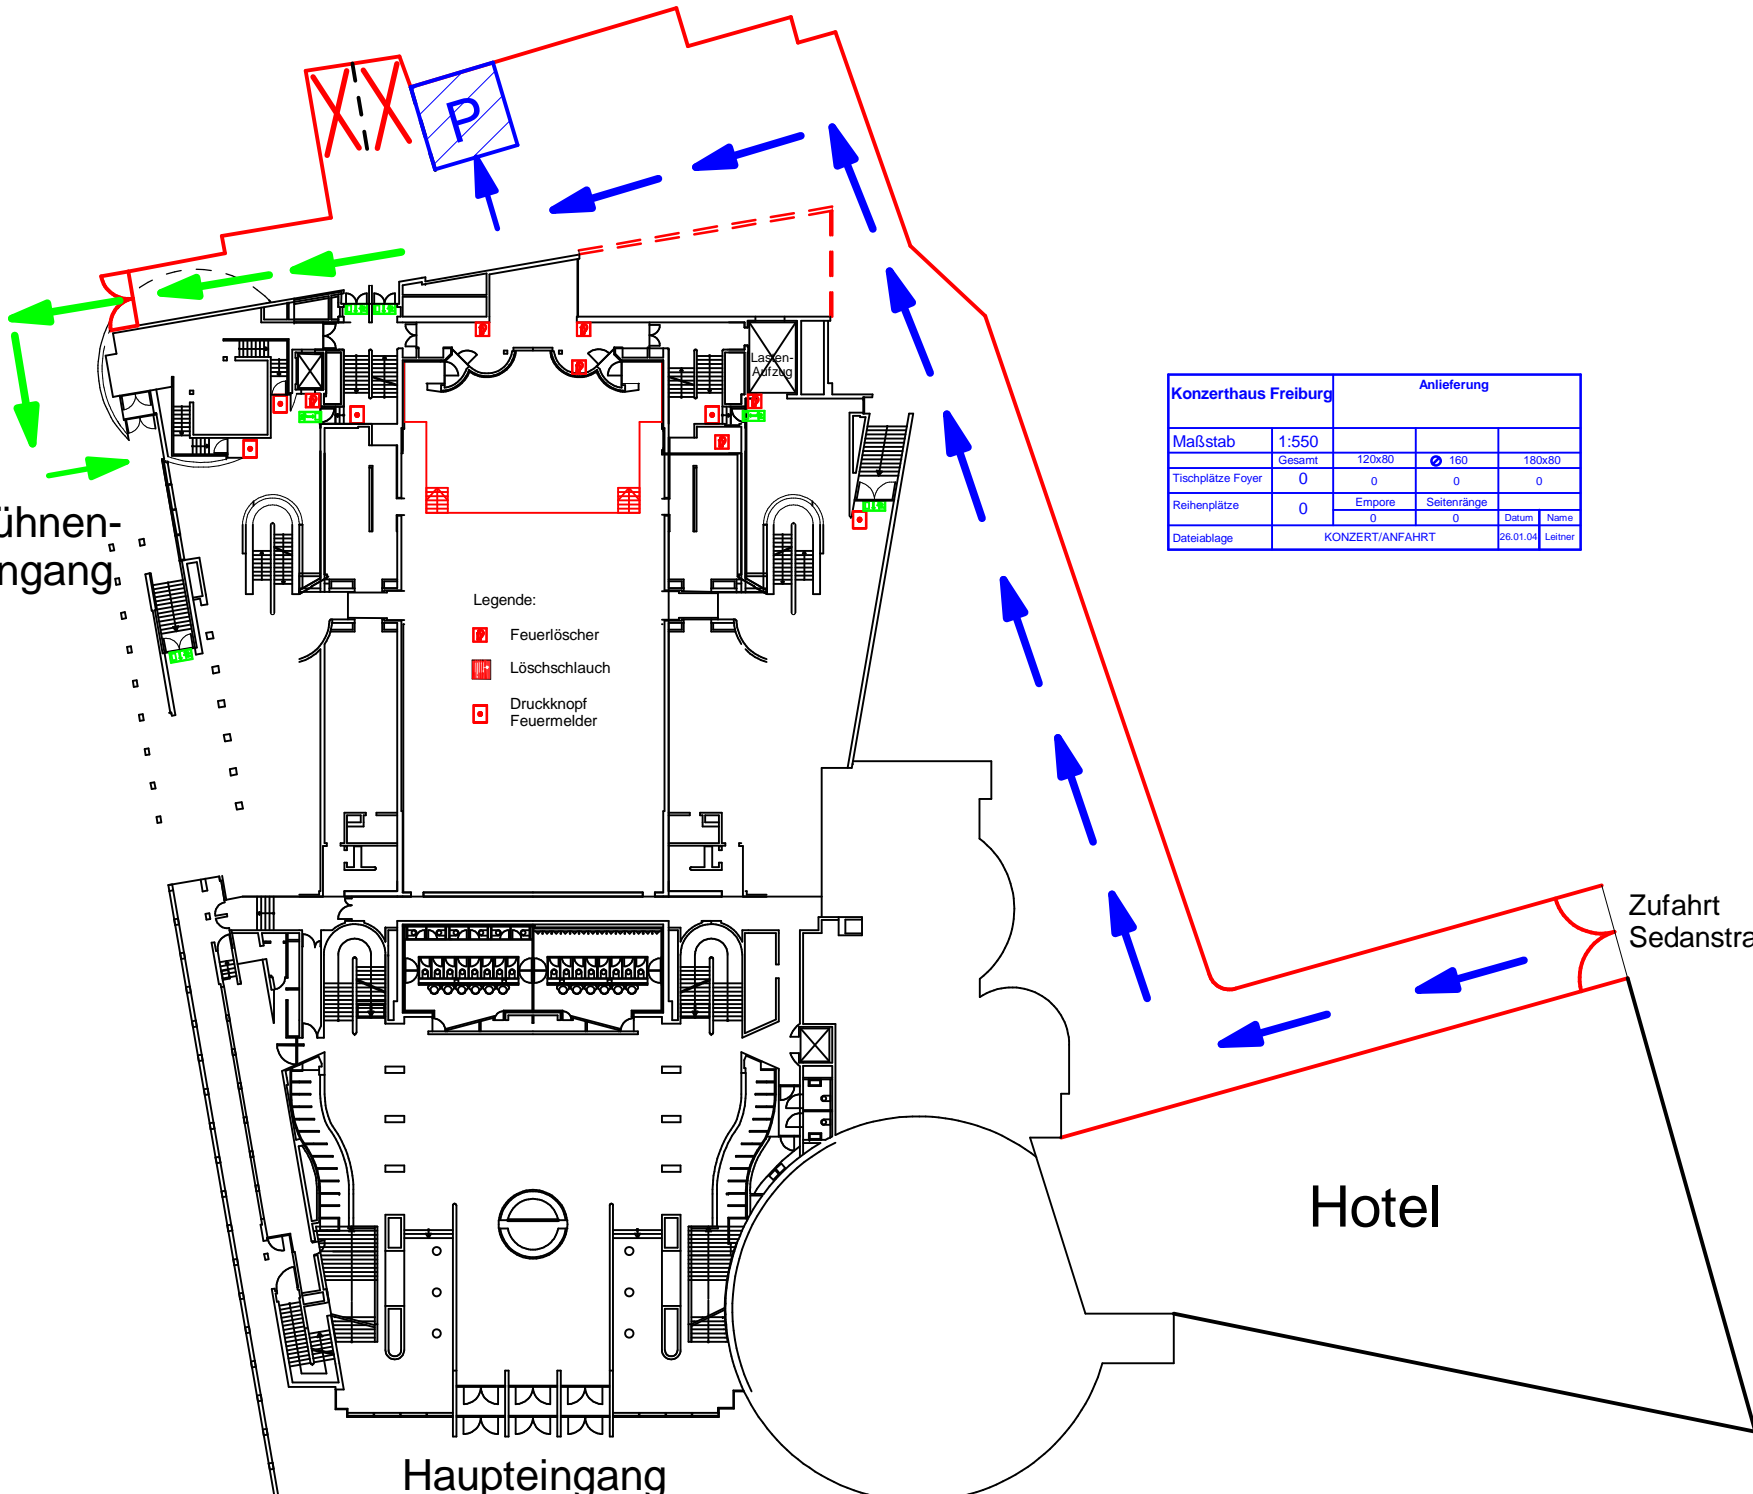 P
Lasten-
Aufzug
Konzerthaus Freiburg
Anlieferung
Maßstab 1:550
Gesamt 120x80 160 180x80
Tischplätze Foyer 0 0 0 0
Reihenplätze 0 Empore Seitenränge
0 0 Datum Name
Dateiablage KONZERT/ANFAHRT 26.01.04 Leitner
ühnen-
ngang
Legende:
Feuerlöscher
Löschschlauch
Druckknopf
Feuermelder
Zufahrt
Sedanstra
Hotel
Haupteingang